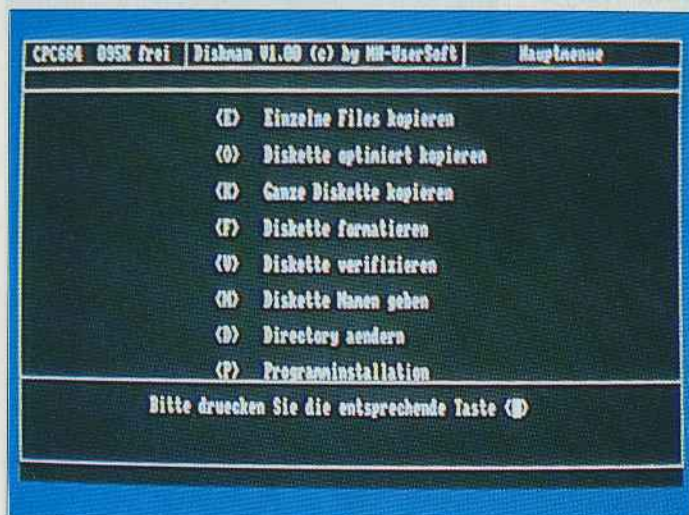 CPC664 095K frei Diskman V1.00 (c) by MW-UserSoft Hauptmenue
<E> Einzelne Files kopieren
<O> Diskette optimiert kopieren
<K> Ganze Diskette kopieren
<F> Diskette formatieren
<V> Diskette verifizieren
<N> Diskette Namen geben
<D> Directory aendern
<P> Programminstallation
Bitte druecken Sie die entsprechende Taste < >